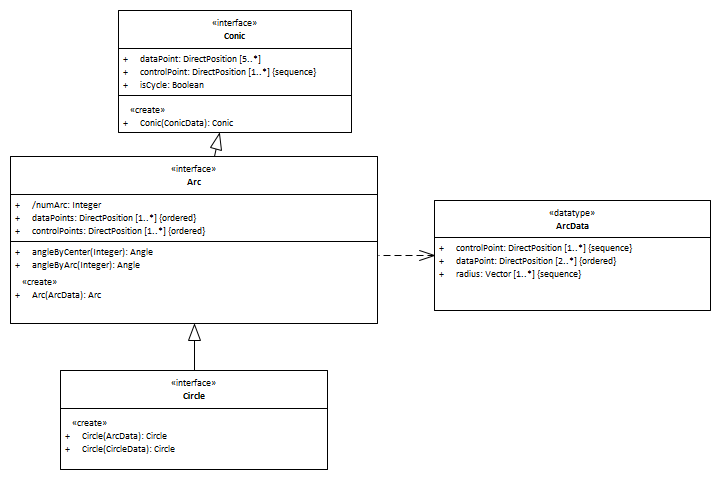 «interface»
Conic
+ dataPoint: DirectPosition [5..*]
+ controlPoint: DirectPosition [1..*] {sequence}
+ isCycle: Boolean
«create»
+ Conic(ConicData): Conic
«interface»
Arc
+ /numArc: Integer
+ dataPoints: DirectPosition [1..*] {ordered}
+ controlPoints: DirectPosition [1..*] {ordered}
+ angleByCenter(Integer): Angle
+ angleByArc(Integer): Angle
«create»
+ Arc(ArcData): Arc
«datatype»
ArcData
+ controlPoint: DirectPosition [1..*] {sequence}
+ dataPoint: DirectPosition [2..*] {ordered}
+ radius: Vector [1..*] {sequence}
«interface»
Circle
«create»
+ Circle(ArcData): Circle
+ Circle(CircleData): Circle